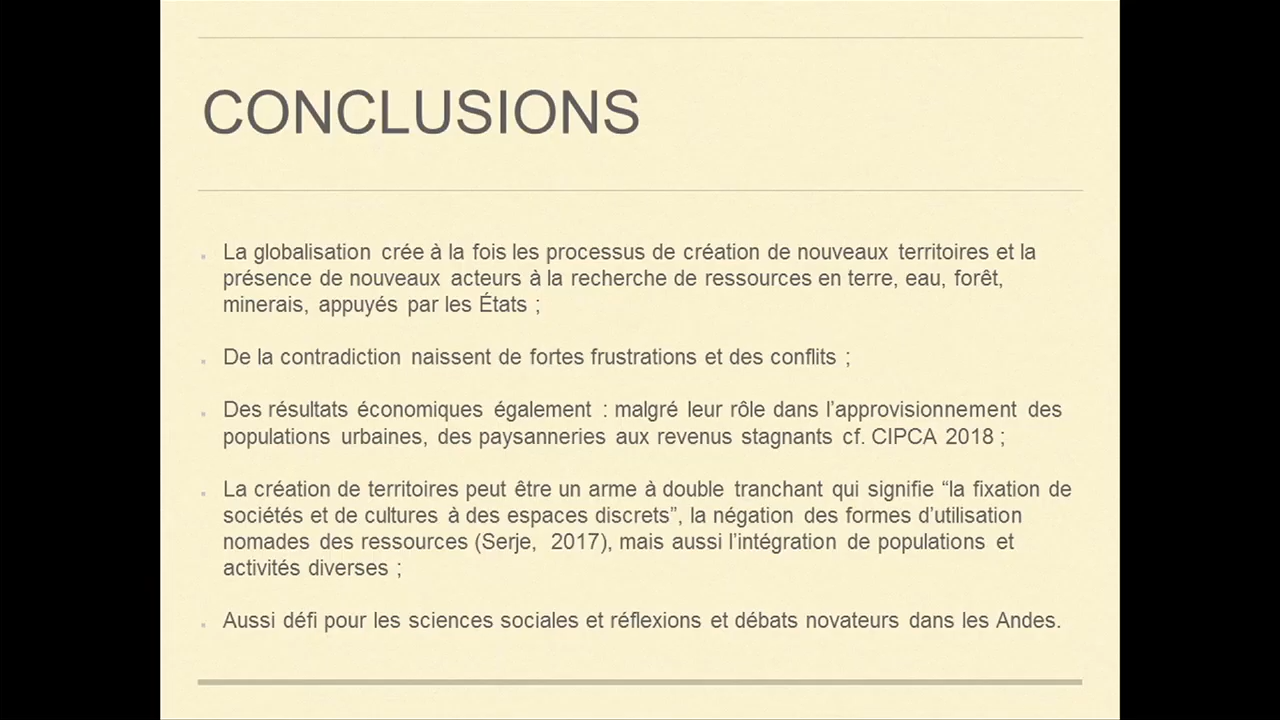 CONCLUSIONS
La globalisation crée à la fois les processus de création de nouveaux territoires et la
présence de nouveaux acteurs à la recherche de ressources en terre, eau, forêt,
minerais, appuyés par les États ;
De la contradiction naissent de fortes frustrations et des conflits ;
Des résultats économiques également : malgré leur rôle dans l’approvisionnement des
populations urbaines, des paysanneries aux revenus stagnants cf. CIPCA 2018 ;
La création de territoires peut être un arme à double tranchant qui signifie “la fixation de
sociétés et de cultures à des espaces discrets”, la négation des formes d’utilisation
nomades des ressources (Serje, 2017), mais aussi l’intégration de populations et
activités diverses ;
Aussi défi pour les sciences sociales et réflexions et débats novateurs dans les Andes.